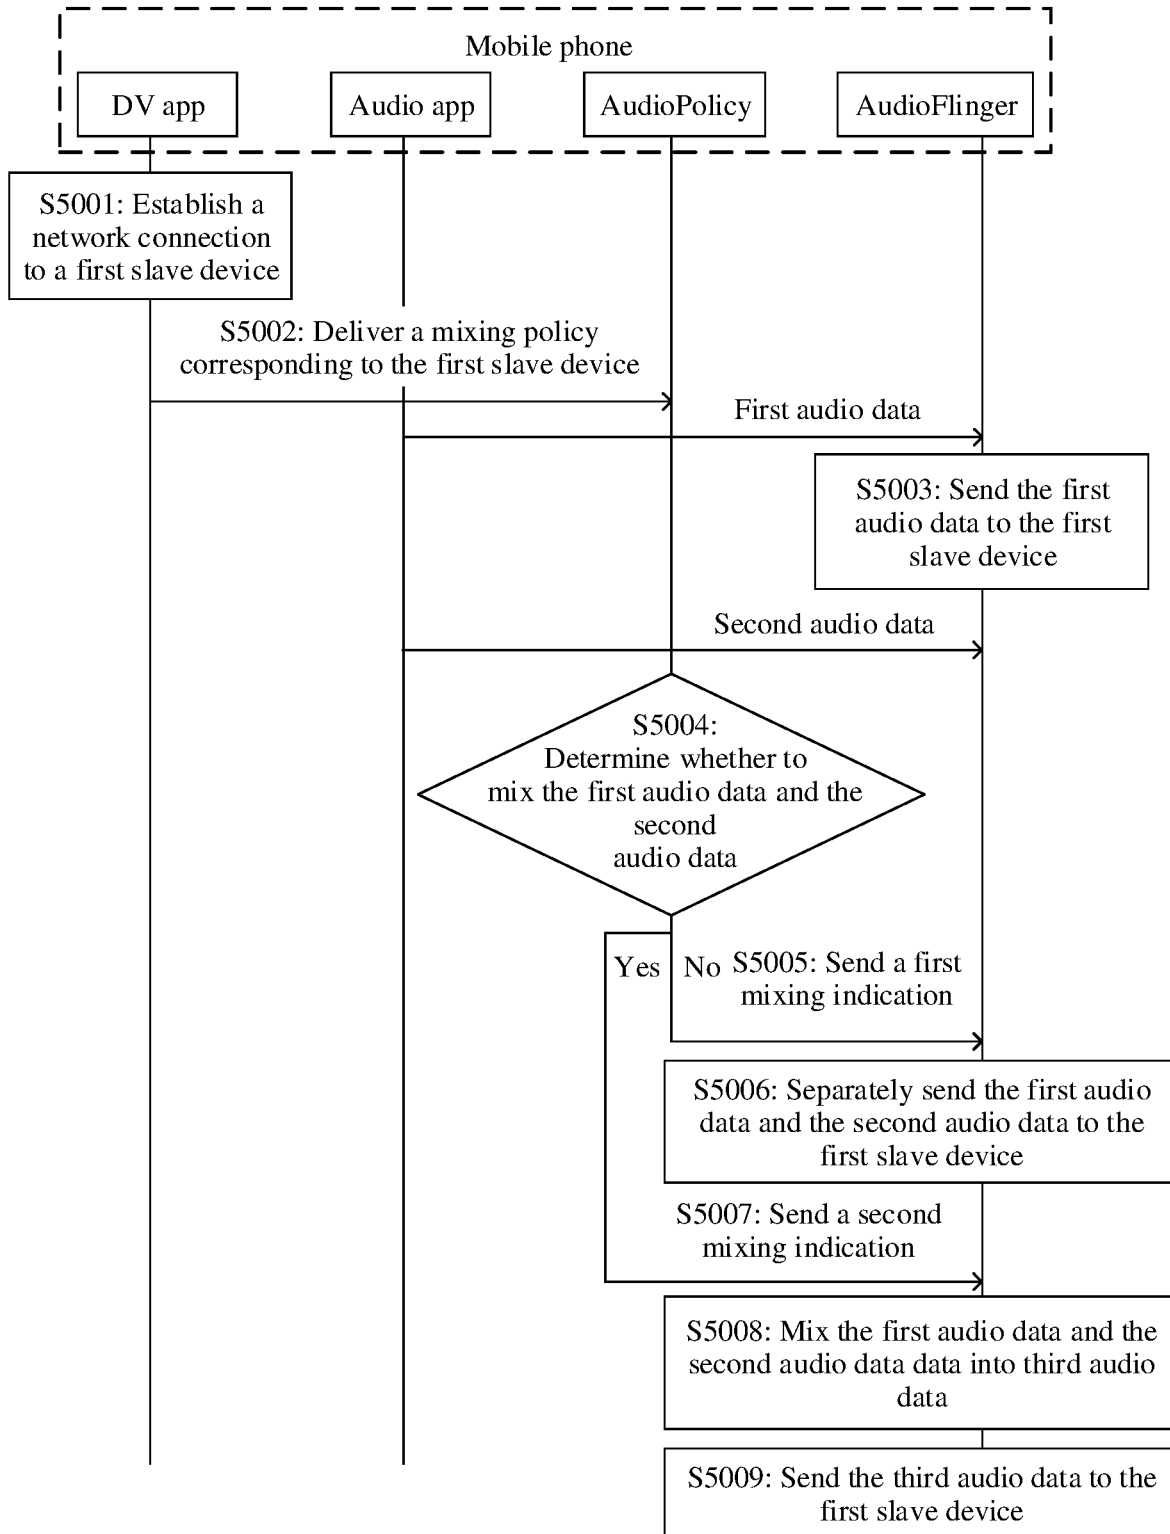 Mobile phone
DV app
Audio app
AudioPolicy
AudioFlinger
S5001: Establish a
network connection
to a first slave device
S5002: Deliver a mixing policy
corresponding to the first slave device
First audio data
S5003: Send the first
audio data to the first
slave device
Second audio data
S5004:
Determine whether to
mix the first audio data and the
second
audio data
Yes
No
S5005: Send a first
mixing indication
S5006: Separately send the first audio
data and the second audio data to the
first slave device
S5007: Send a second
mixing indication
S5008: Mix the first audio data and the
second audio data data into third audio
data
S5009: Send the third audio data to the
first slave device